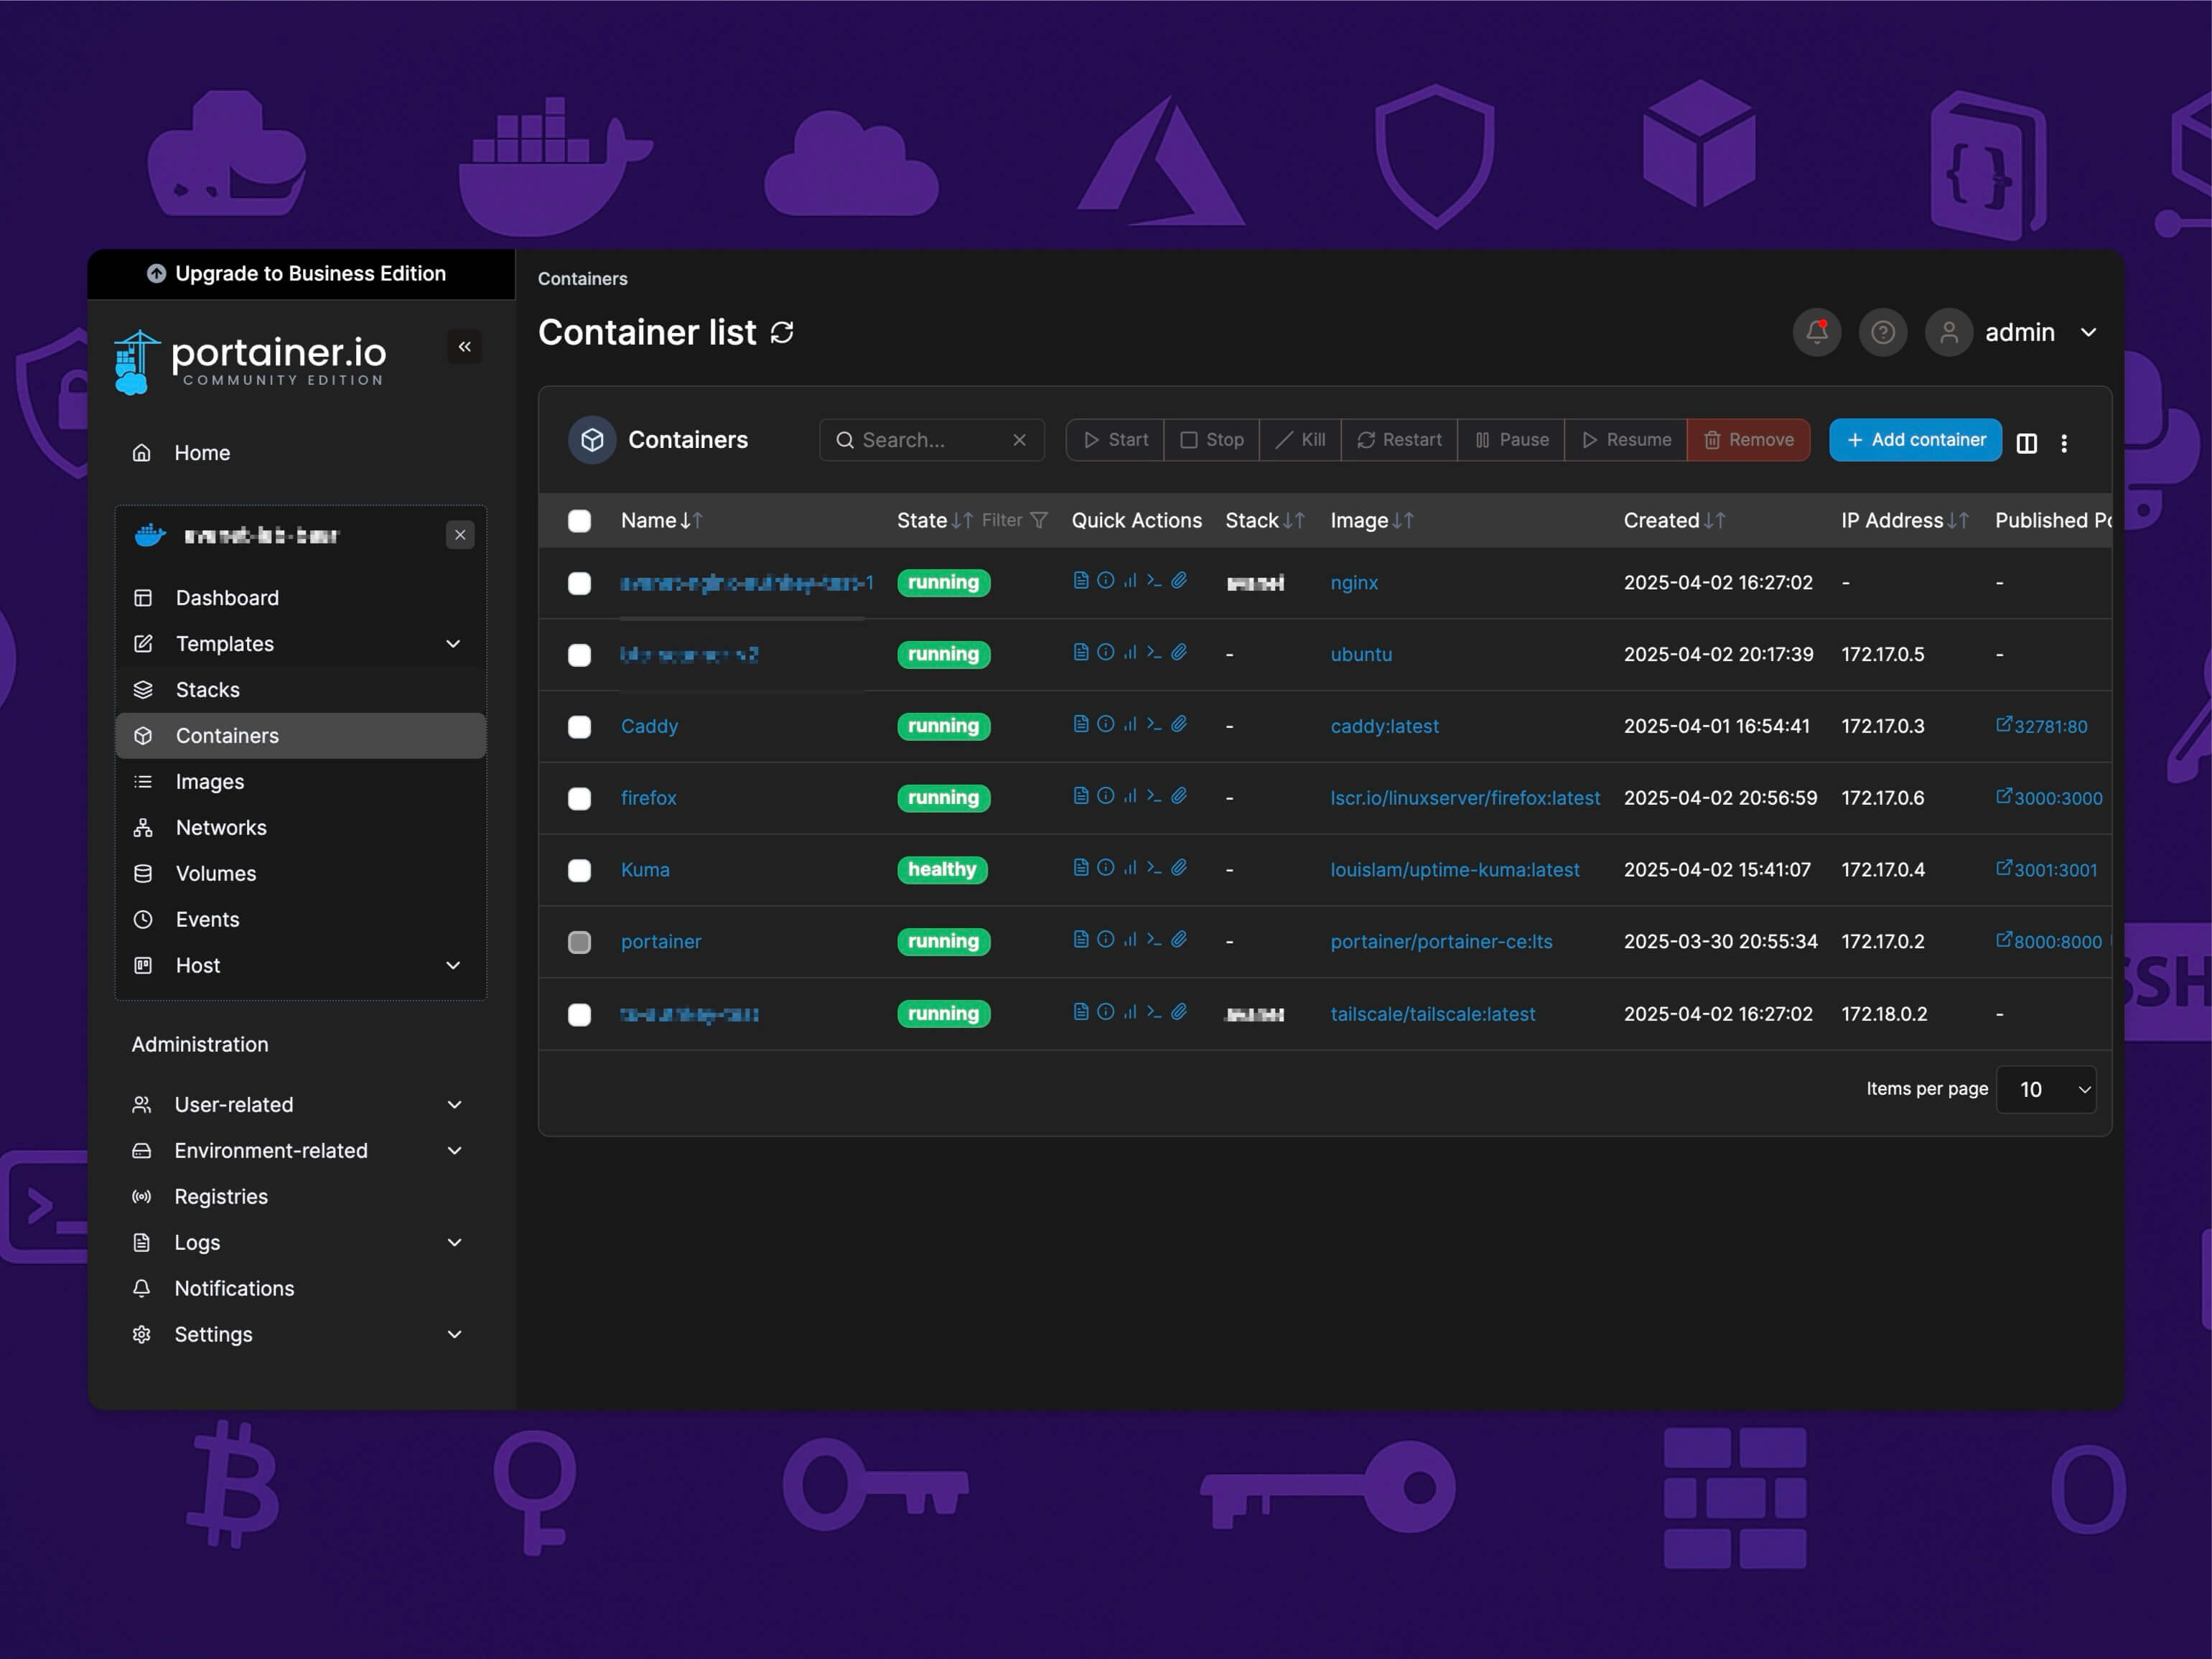 Upgrade to Business Edition
portainer.io
COMMUNITY EDITION
Home
Dashboard
Templates
Stacks
Containers
Images
Networks
Volumes
Events
Host
Administration
User-related
Environment-related
Registries
Logs
Notifications
Settings
Containers
Container list
admin
Containers Search... Start Stop Kill Restart Pause Resume Remove + Add container
Name State Filter Quick Actions Stack Image Created IP Address Published
running nginx 2025-04-02 16:27:02 - -
running - ubuntu 2025-04-02 20:17:39 172.17.0.5 -
Caddy running - caddy:latest 2025-04-01 16:54:41 172.17.0.3 32781:80
firefox running - lscr.io/linuxserver/firefox:latest 2025-04-02 20:56:59 172.17.0.6 3000:3000
Kuma healthy - louislam/uptime-kuma:latest 2025-04-02 15:41:07 172.17.0.4 3001:3001
portainer running - portainer/portainer-ce:lts 2025-03-30 20:55:34 172.17.0.2 8000:8000
running tailscale/tailscale:latest 2025-04-02 16:27:02 172.18.0.2 -
Items per page 10
SSH